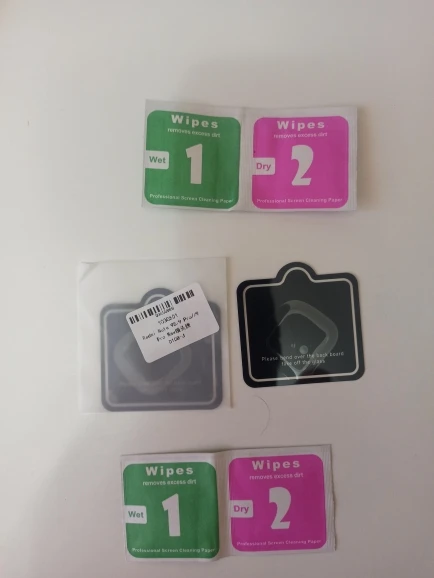 Wipes
removes excess dirt
Wet
1
Professional Screen Cleaning Paper
Wipes
removes excess dirt
Dry
2
Professional Screen Cleaning Paper
Please hand over the back board
take off the glass
Wipes
removes excess dirt
Wet
1
Professional Screen Cleaning Paper
Wipes
removes excess dirt
Dry
2
Professional Screen Cleaning Paper